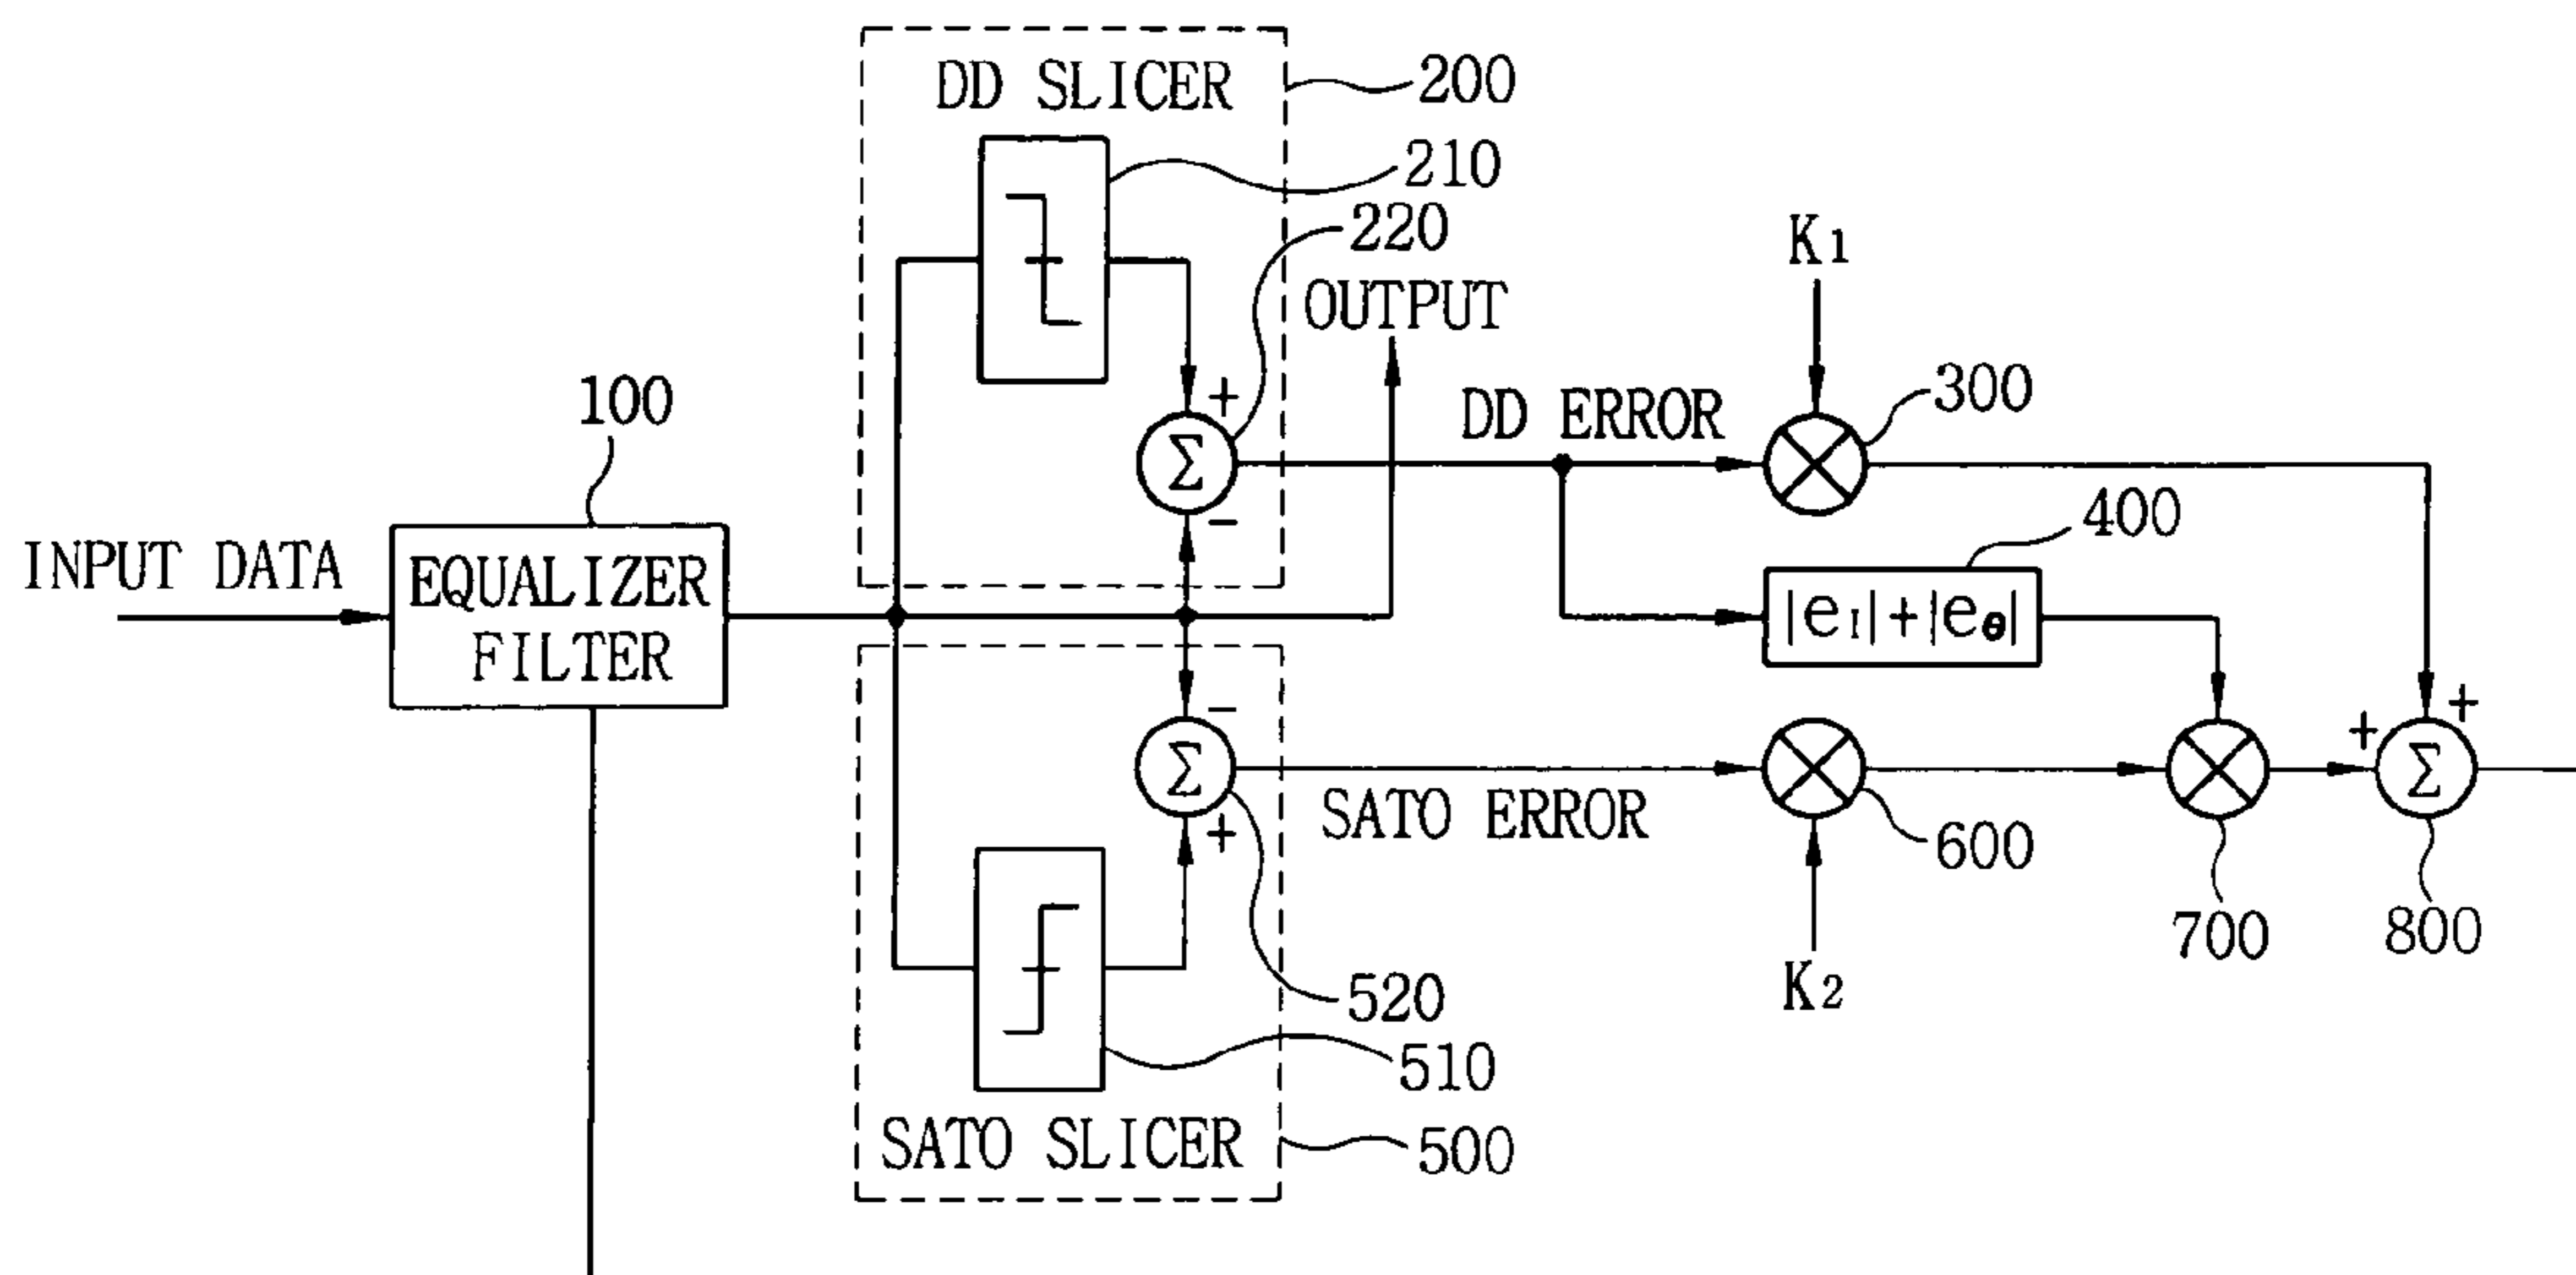 DD SLICER
200
210
220
OUTPUT
K1
100
DD ERROR
300
400
INPUT DATA
EQUALIZER
FILTER
Σ
+
−
|eI|+|eθ|
−
Σ
+
SATO ERROR
600
700
+
+
Σ
800
K2
520
510
SATO SLICER
500